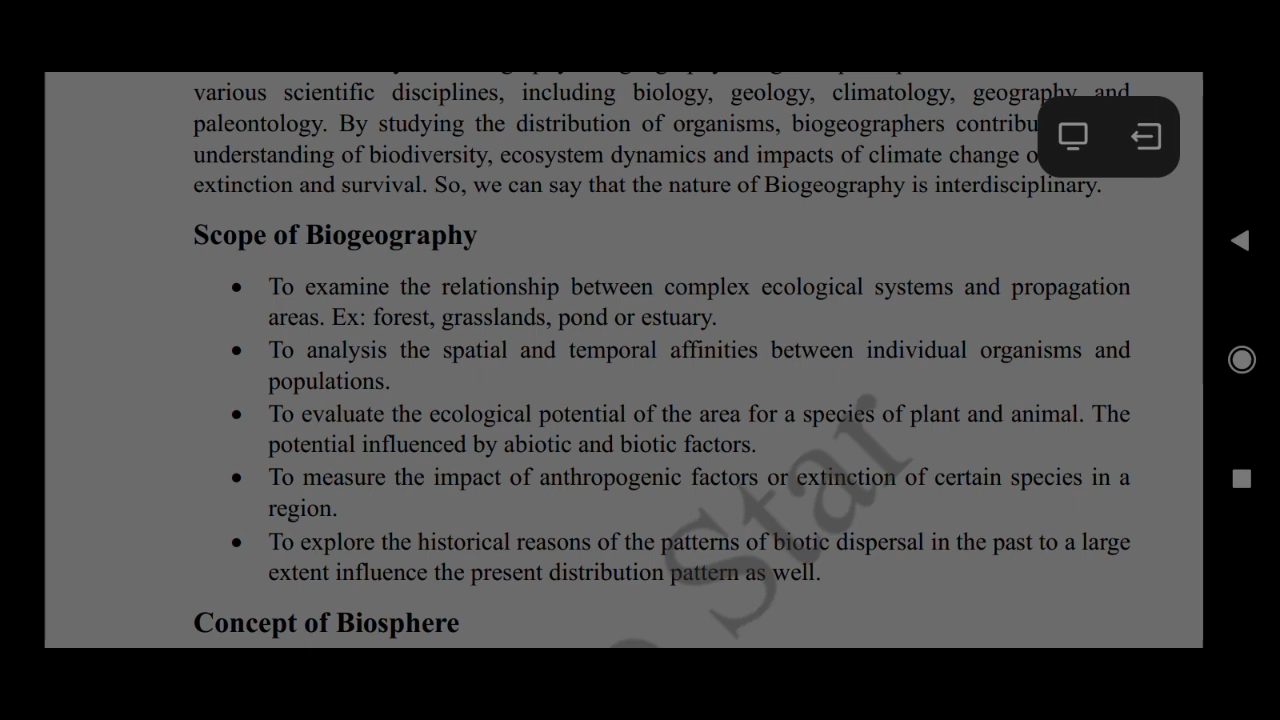 various scientific disciplines, including biology, geology, climatology, geography and
paleontology. By studying the distribution of organisms, biogeographers
understanding of biodiversity, ecosystem dynamics and impacts of climate change
extinction and survival. So, we can say that the nature of Biogeography is interdisciplinary.
Scope of Biogeography
• To examine the relationship between complex ecological systems and propagation
areas. Ex: forest, grasslands, pond or estuary.
• To analysis the spatial and temporal affinities between individual organisms and
populations.
• To evaluate the ecological potential of the area for a species of plant and animal. The
potential influenced by abiotic and biotic factors.
• To measure the impact of anthropogenic factors or extinction of certain species in a
region.
• To explore the historical reasons of the patterns of biotic dispersal in the past to a large
extent influence the present distribution pattern as well.
Concept of Biosphere
Star